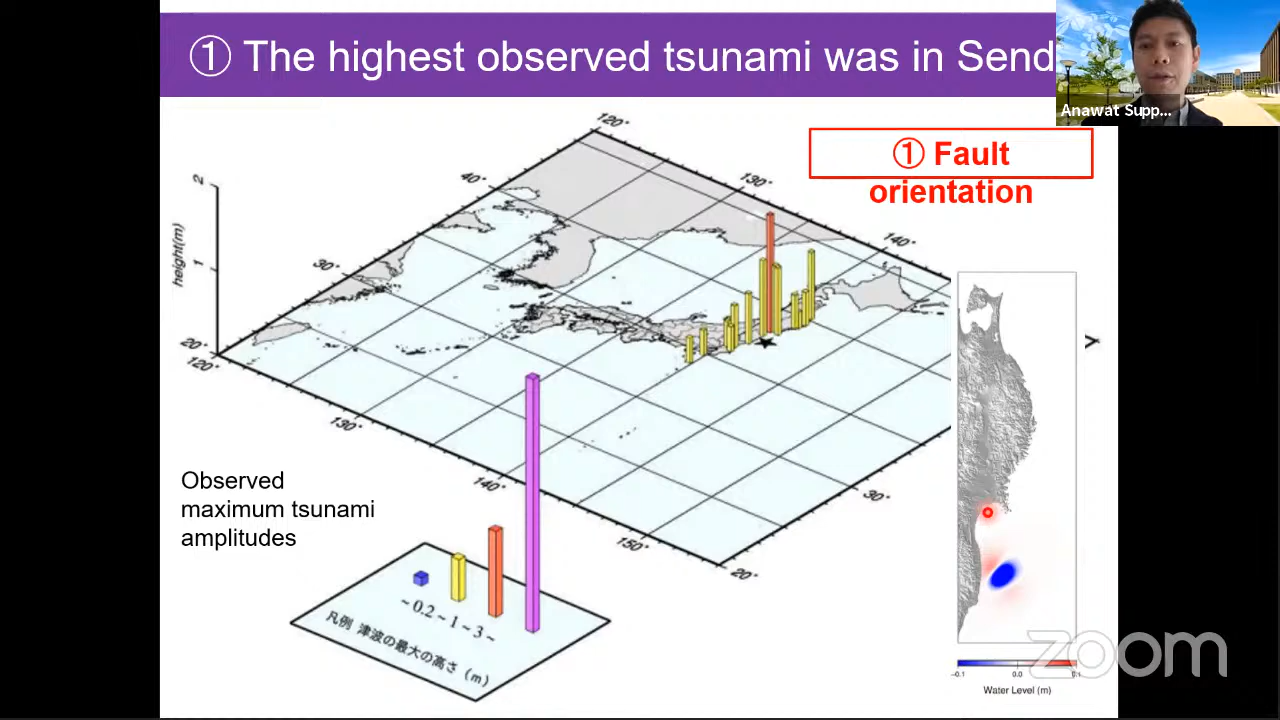 ① The highest observed tsunami was in Send
Anawat Supp...
① Fault
orientation
120°
130°
140°
40°
30°
20°
120°
2
1
height(m)
130°
140°
150°
20°
30°
Observed
maximum tsunami
amplitudes
~0.2~1~3~
凡例 津波の最大の高さ (m)
-0.1 0.0 0.1
Water Level (m)
zoom